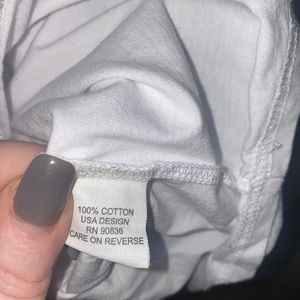 100% COTTON
USA DESIGN
RN 90836
CARE ON REVERSE